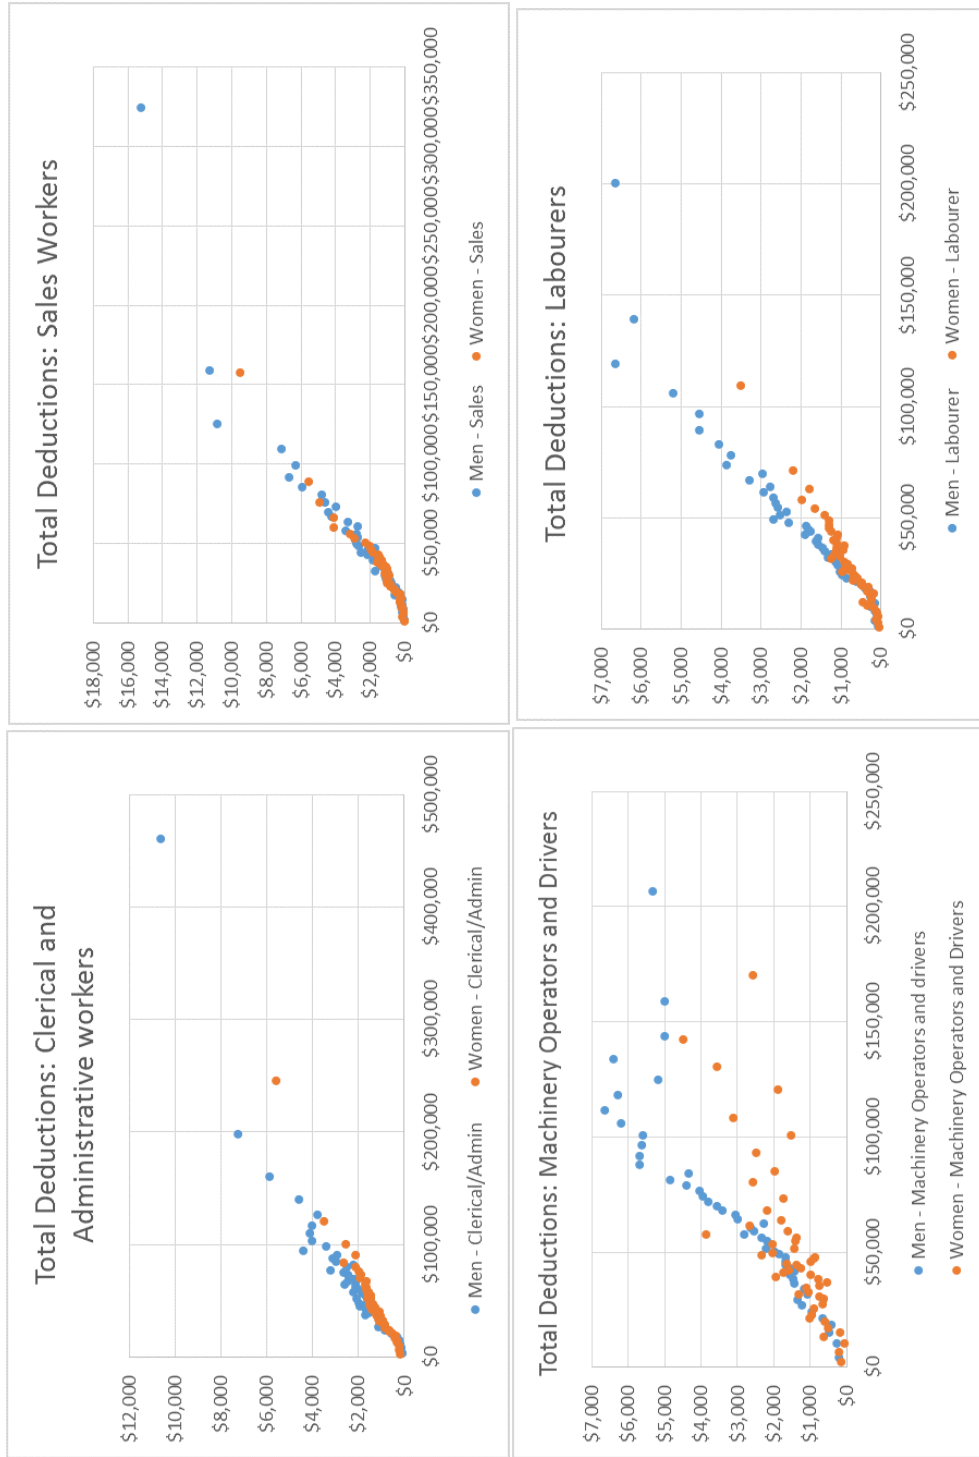 Total Deductions: Clerical and
Administrative workers
$12,000
$10,000
$8,000
$6,000
$4,000
$2,000
$0
$0 $100,000 $200,000 $300,000 $400,000 $500,000
Men - Clerical/Admin Women - Clerical/Admin
Total Deductions: Sales Workers
$18,000
$16,000
$14,000
$12,000
$10,000
$8,000
$6,000
$4,000
$2,000
$0
$0 $50,000 $100,000 $150,000 $200,000 $250,000 $300,000 $350,000
Men - Sales Women - Sales
Total Deductions: Machinery Operators and Drivers
$7,000
$6,000
$5,000
$4,000
$3,000
$2,000
$1,000
$0
$0 $50,000 $100,000 $150,000 $200,000 $250,000
Men - Machinery Operators and drivers
Women - Machinery Operators and Drivers
Total Deductions: Labourers
$7,000
$6,000
$5,000
$4,000
$3,000
$2,000
$1,000
$0
$0 $50,000 $100,000 $150,000 $200,000 $250,000
Men - Labourer Women - Labourer